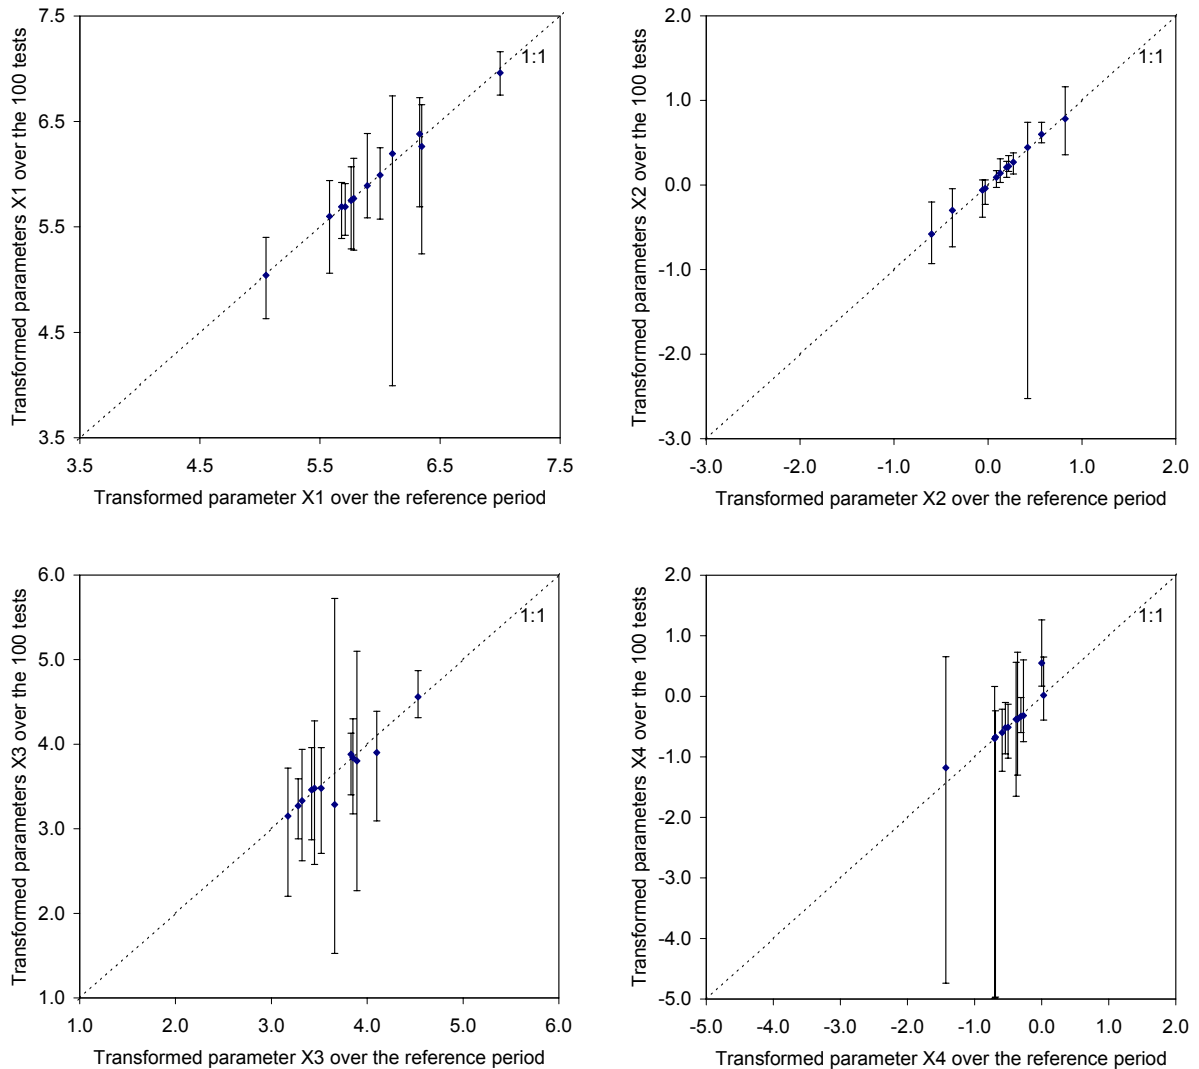 Transformed parameters X1 over the 100 tests
7.5
6.5
5.5
4.5
3.5
1:1
3.5 4.5 5.5 6.5 7.5
Transformed parameter X1 over the reference period
Transformed parameters X2 over the 100 tests
2.0
1.0
0.0
-1.0
-2.0
-3.0
1:1
-3.0 -2.0 -1.0 0.0 1.0 2.0
Transformed parameter X2 over the reference period
Transformed parameters X3 over the 100 tests
6.0
5.0
4.0
3.0
2.0
1.0
1:1
1.0 2.0 3.0 4.0 5.0 6.0
Transformed parameter X3 over the reference period
Transformed parameters X4 over the 100 tests
2.0
1.0
0.0
-1.0
-2.0
-3.0
-4.0
-5.0
1:1
-5.0 -4.0 -3.0 -2.0 -1.0 0.0 1.0 2.0
Transformed parameter X4 over the reference period